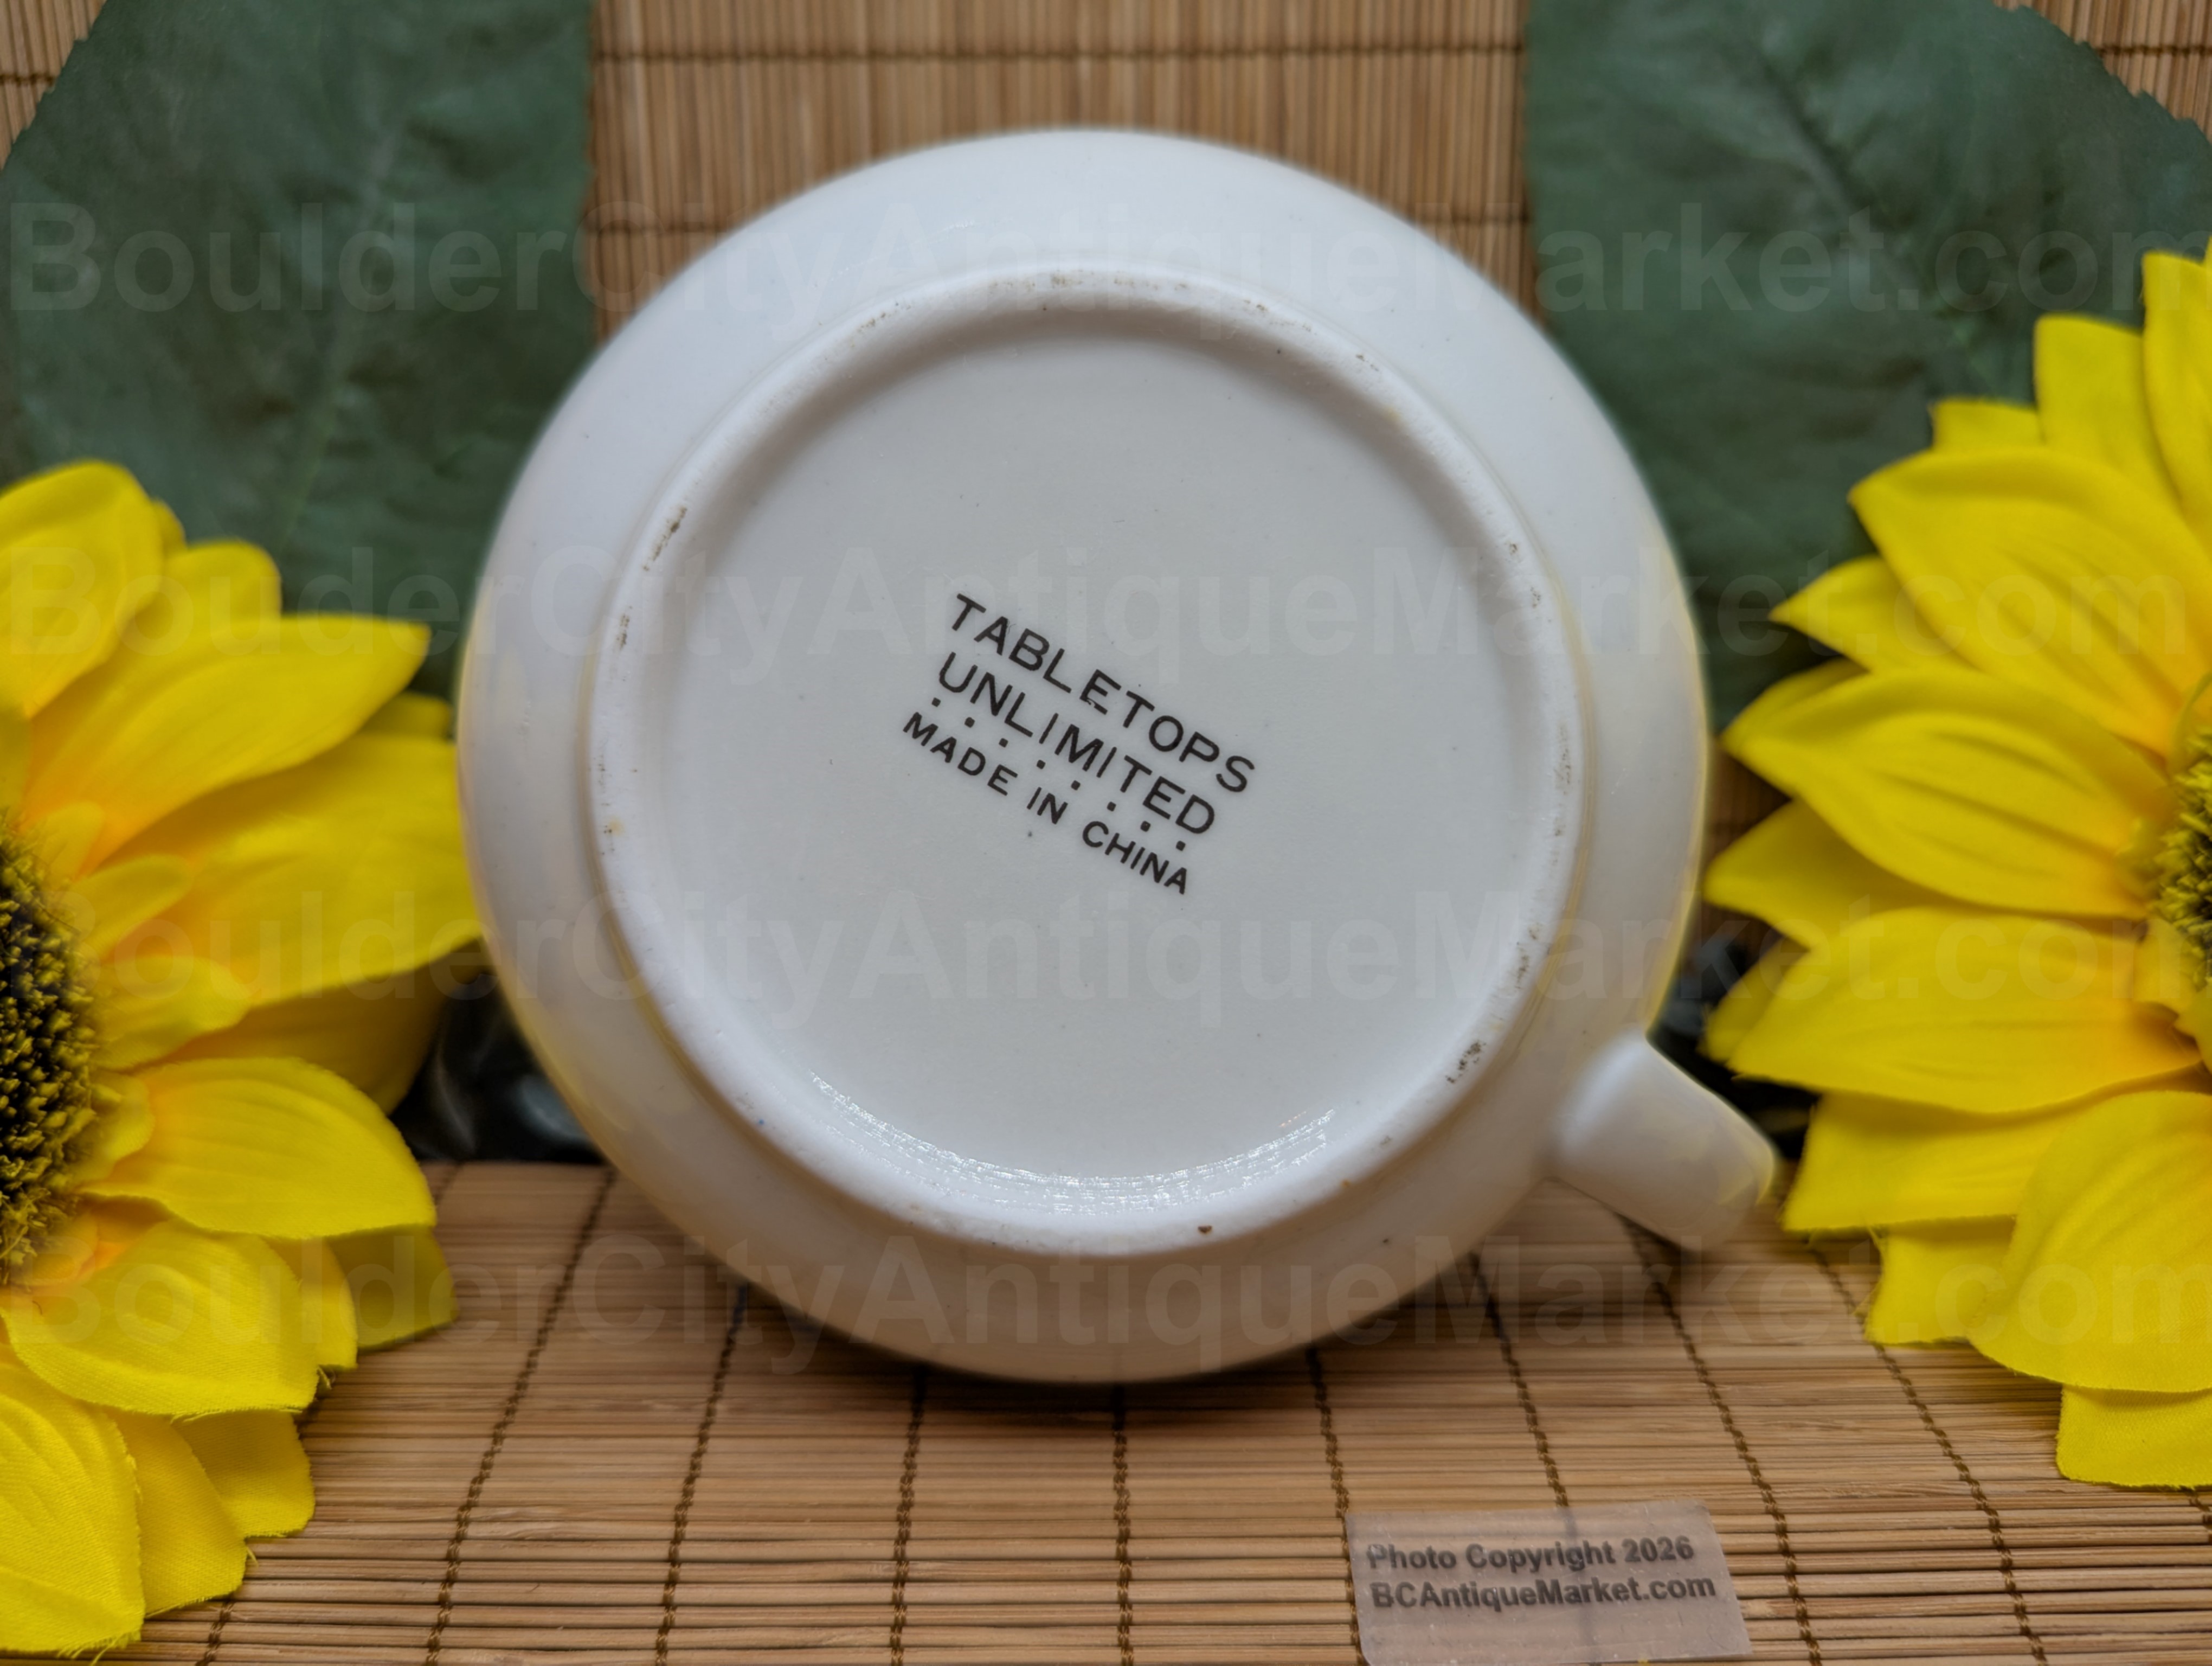 BoulderCityAntiqueMarket.com
BoulderCityAntiqueMarket.com
TABLETOPS
UNLIMITED
........
MADE IN CHINA
BoulderCityAntiqueMarket.com
BoulderCityAntiqueMarket.com
Photo Copyright 2026
BCAntiqueMarket.com